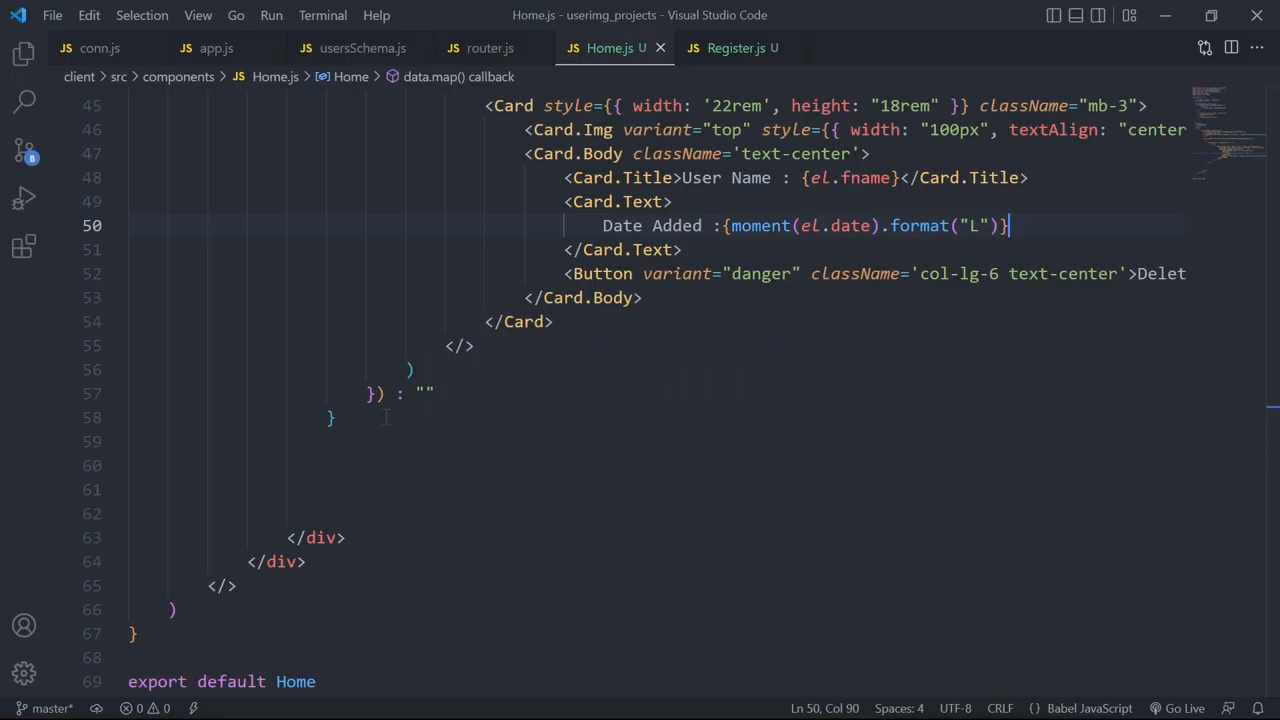 File Edit Selection View Go Run Terminal Help Home.js - userimg_projects - Visual Studio Code
JS conn.js JS app.js JS usersSchema.js JS router.js JS Home.js U JS Register.js U
client > src > components > JS Home.js > Home > data.map() callback
45 <Card style={{ width: '22rem', height: "18rem" }} className="mb-3">
46 <Card.Img variant="top" style={{ width: "100px", textAlign: "center
47 <Card.Body className='text-center'>
48 <Card.Title>User Name : {el.fname}</Card.Title>
49 <Card.Text>
50 Date Added :{moment(el.date).format("L")}
51 </Card.Text>
52 <Button variant="danger" className='col-lg-6 text-center'>Delet
53 </Card.Body>
54 </Card>
55 </>
56 )
57 }) : ""
58 }
59
60
61
62
63 </div>
64 </div>
65 </>
66 )
67 }
68
69 export default Home
8
master* 0 0 Ln 50, Col 90 Spaces: 4 UTF-8 CRLF {} Babel JavaScript Go Live